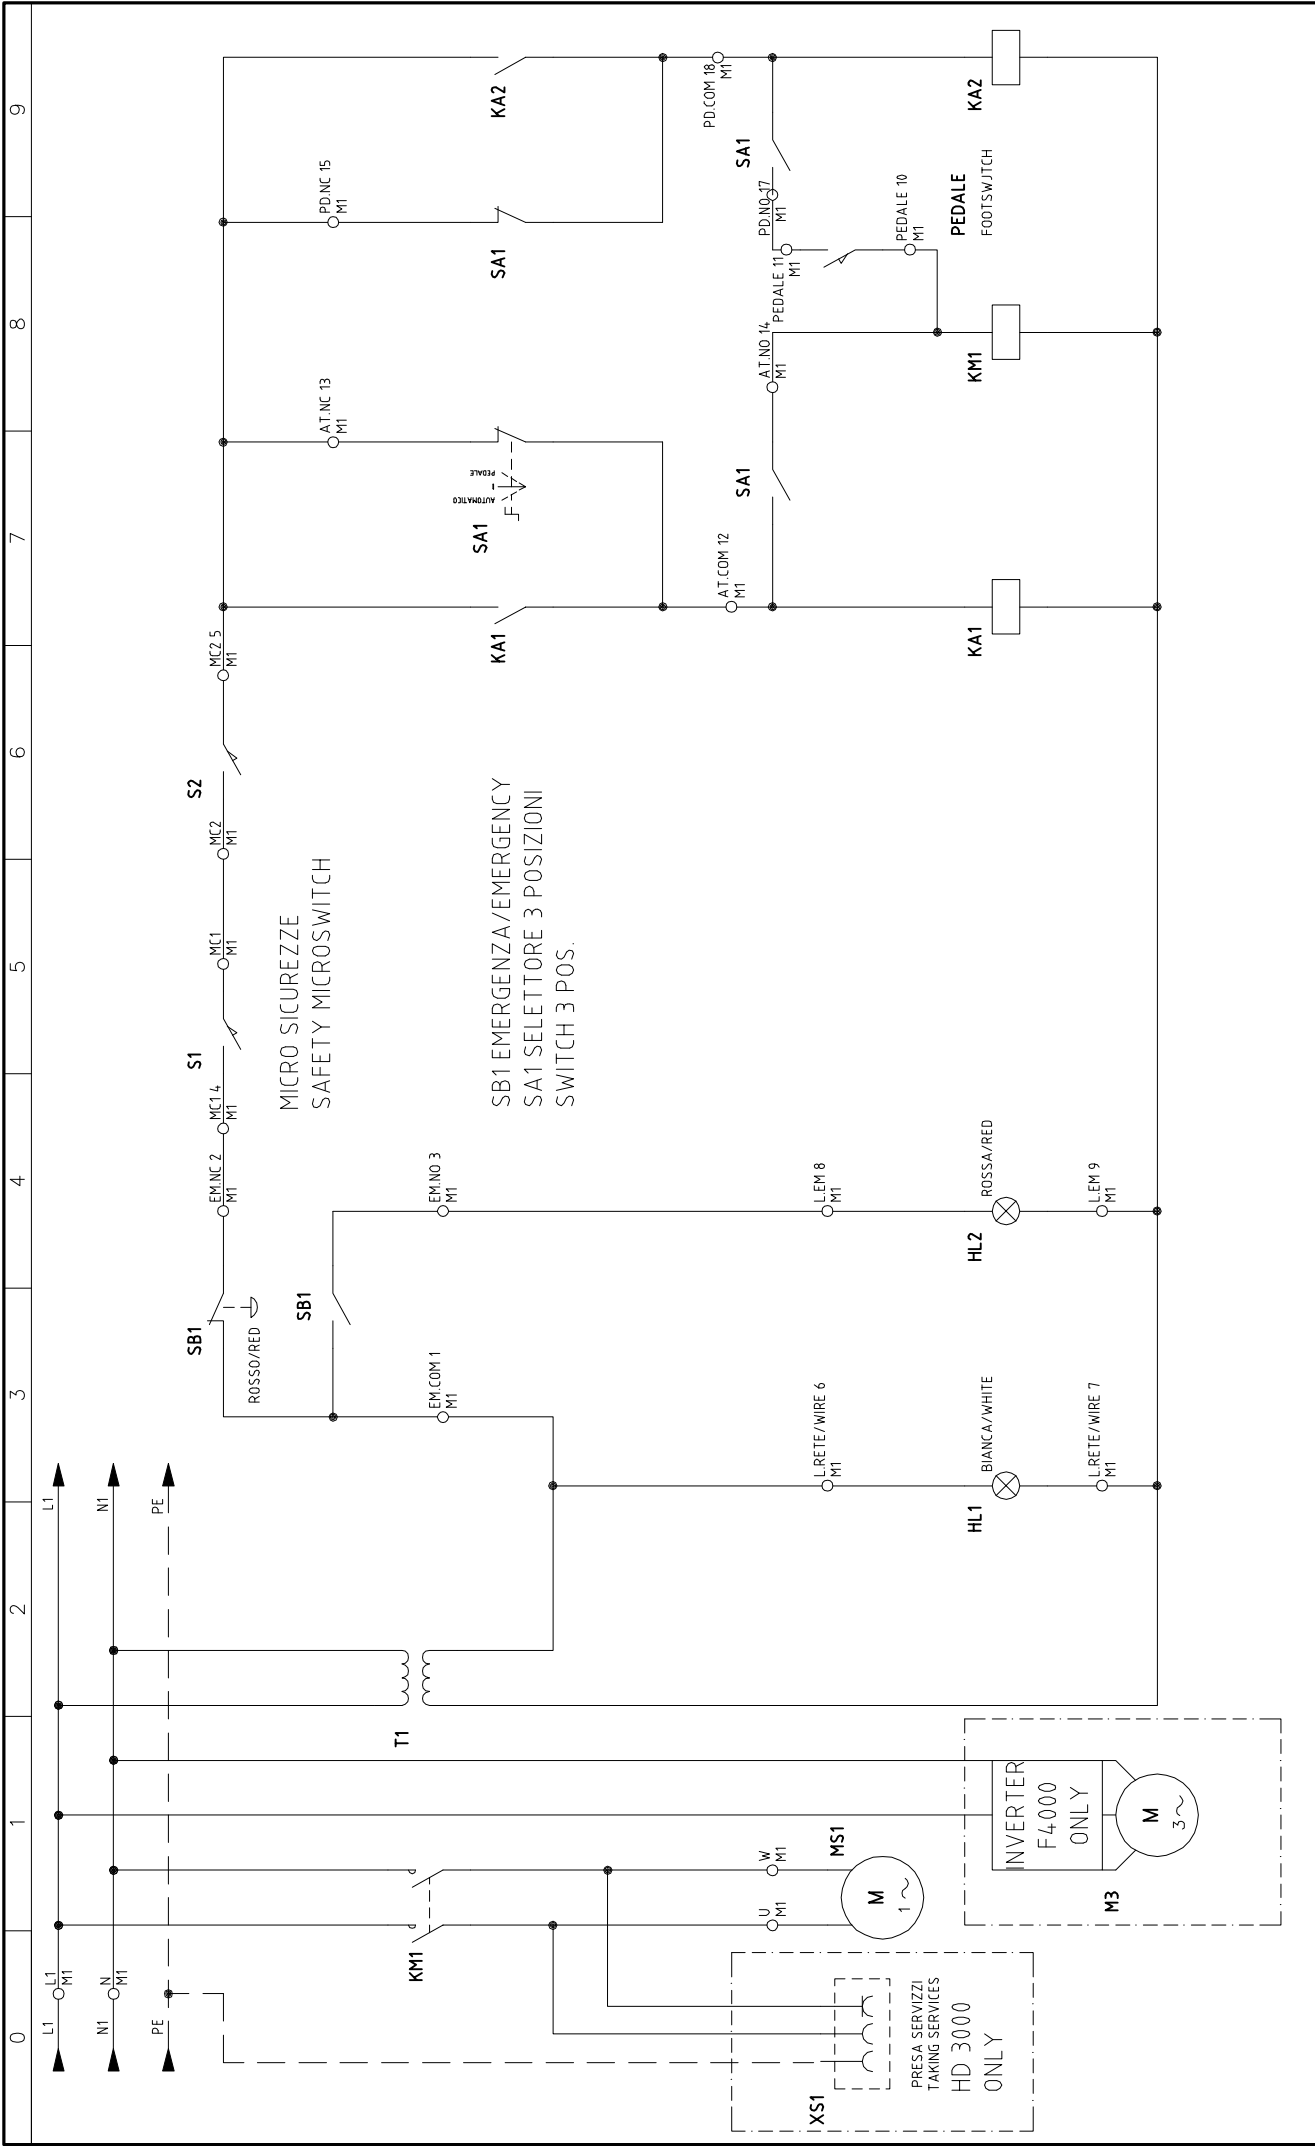 0
1
2
3
4
5
6
7
8
9
L1
L1
M1
L1
N1
N
M1
N1
PE
PE
KM1
U
M1
W
M1
MS1
M
1
XS1
PRESA SERVIZZI
TAKING SERVICES
HD 3000
ONLY
INVERTER
F4000
ONLY
M
3
M3
T1
SB1
ROSSO/RED
SB1
EM.COM 1
M1
EM.NC 2
M1
EM.NO 3
M1
L.RETE/WIRE 6
M1
HL1
BIANCA/WHITE
L.RETE/WIRE 7
M1
L.EM 8
M1
HL2
ROSSA/RED
L.EM 9
M1
MC1 4
M1
S1
MC1
M1
MC2
M1
S2
MC2 5
M1
MICRO SICUREZZE
SAFETY MICROSWITCH
SB1 EMERGENZA/EMERGENCY
SA1 SELETTORE 3 POSIZIONI
SWITCH 3 POS.
KA1
SA1
AUTOMATICO
I
PEDALE
AT.NC 13
M1
AT.COM 12
M1
SA1
AT.NO 14
M1
KA1
KM1
PD.NC 15
M1
SA1
KA2
PD.COM 18
M1
SA1
PD.NO 17
M1
PEDALE 11
M1
PEDALE 10
M1
PEDALE
FOOTSWJTCH
KA2